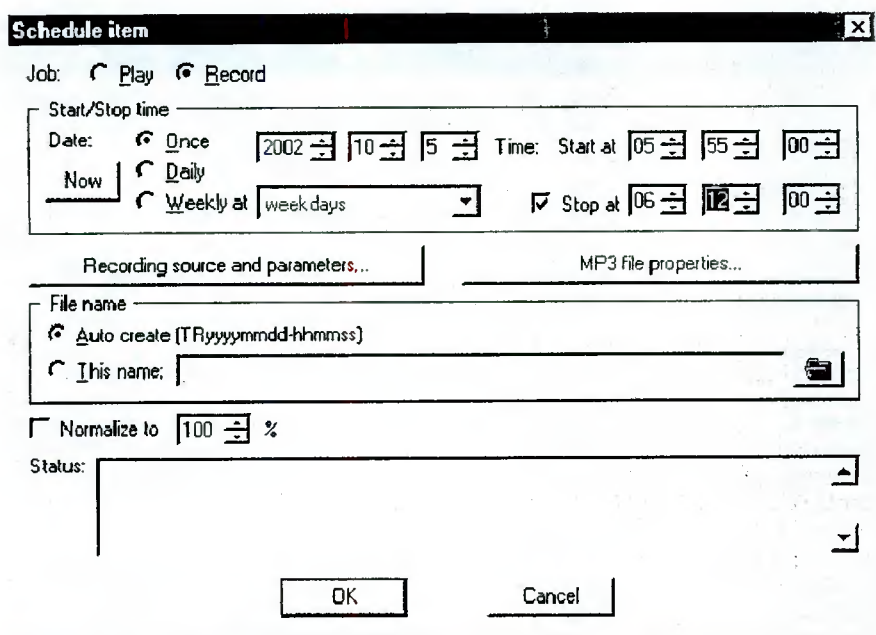 Schedule item
Job: Play Record
Start/Stop time
Date: Once 2002 10 5 Time: Start at 05 55 00
Now Daily
Weekly at week days Stop at 06 12 00
Recording source and parameters... MP3 file properties...
File name
Auto create (TRyyyymmdd-hhmmss)
This name:
Normalize to 100 %
Status:
OK Cancel